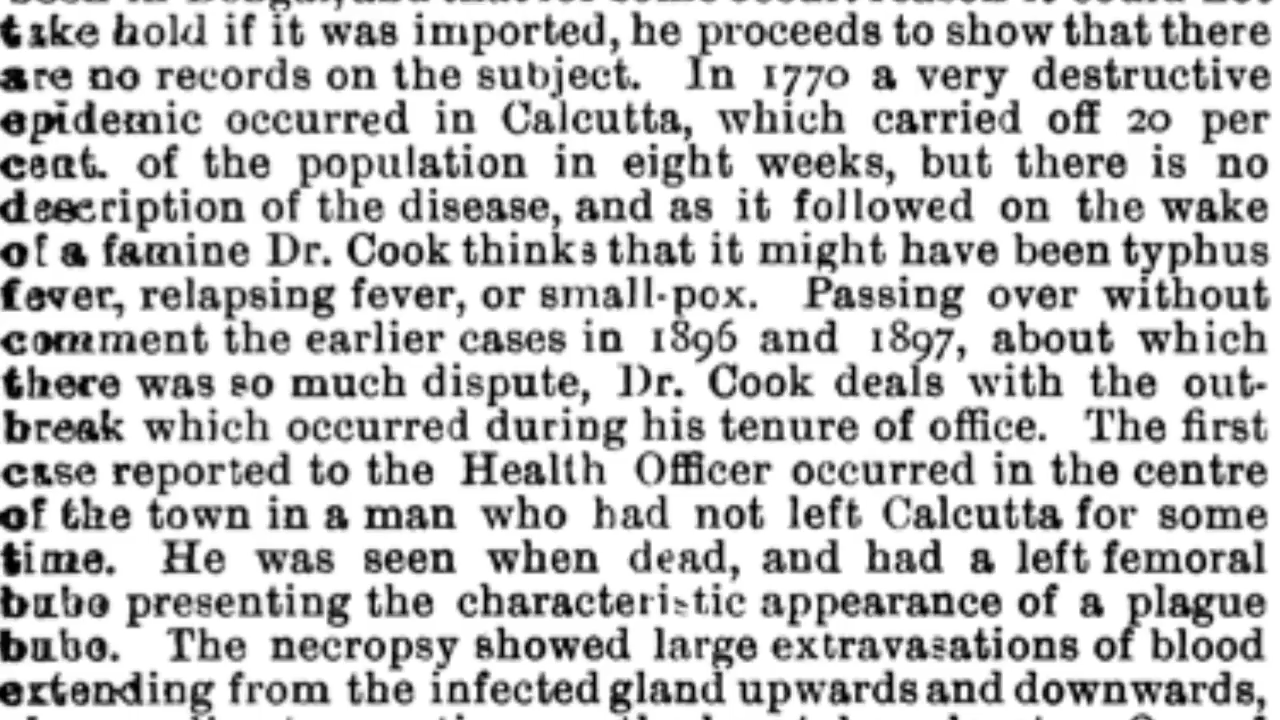 take hold if it was imported, he proceeds to show that there
are no records on the subject. In 1770 a very destructive
epidemic occurred in Calcutta, which carried off 20 per
cent. of the population in eight weeks, but there is no
description of the disease, and as it followed on the wake
of a famine Dr. Cook thinks that it might have been typhus
fever, relapsing fever, or small-pox. Passing over without
comment the earlier cases in 1896 and 1897, about which
there was so much dispute, Dr. Cook deals with the out-
break which occurred during his tenure of office. The first
case reported to the Health Officer occurred in the centre
of the town in a man who had not left Calcutta for some
time. He was seen when dead, and had a left femoral
bubo presenting the characteristic appearance of a plague
bubo. The necropsy showed large extravasations of blood
extending from the infected gland upwards and downwards,